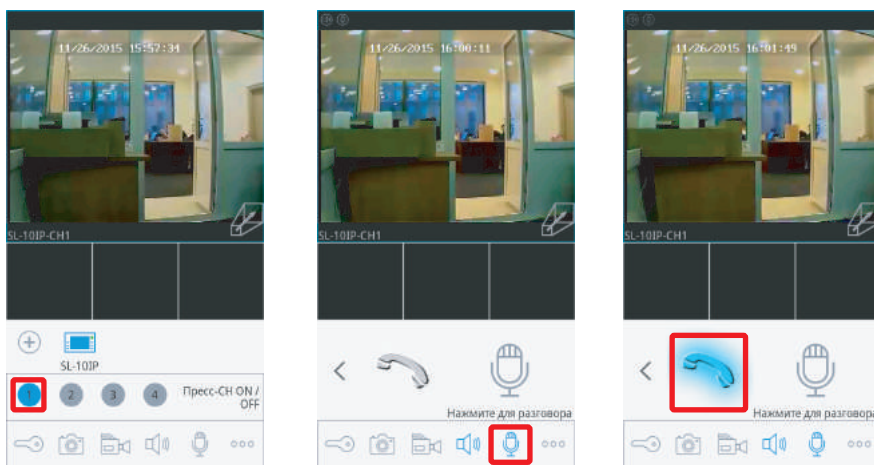 11/26/2015 15:57:34
SL-10IP-CH1
SL-10IP
1 2 3 4 Пресс-CH ON /
OFF
11/26/2015 16:00:11
SL-10IP-CH1
Нажмите для разговора
11/26/2015 16:01:49
SL-10IP-CH1
Нажмите для разговора